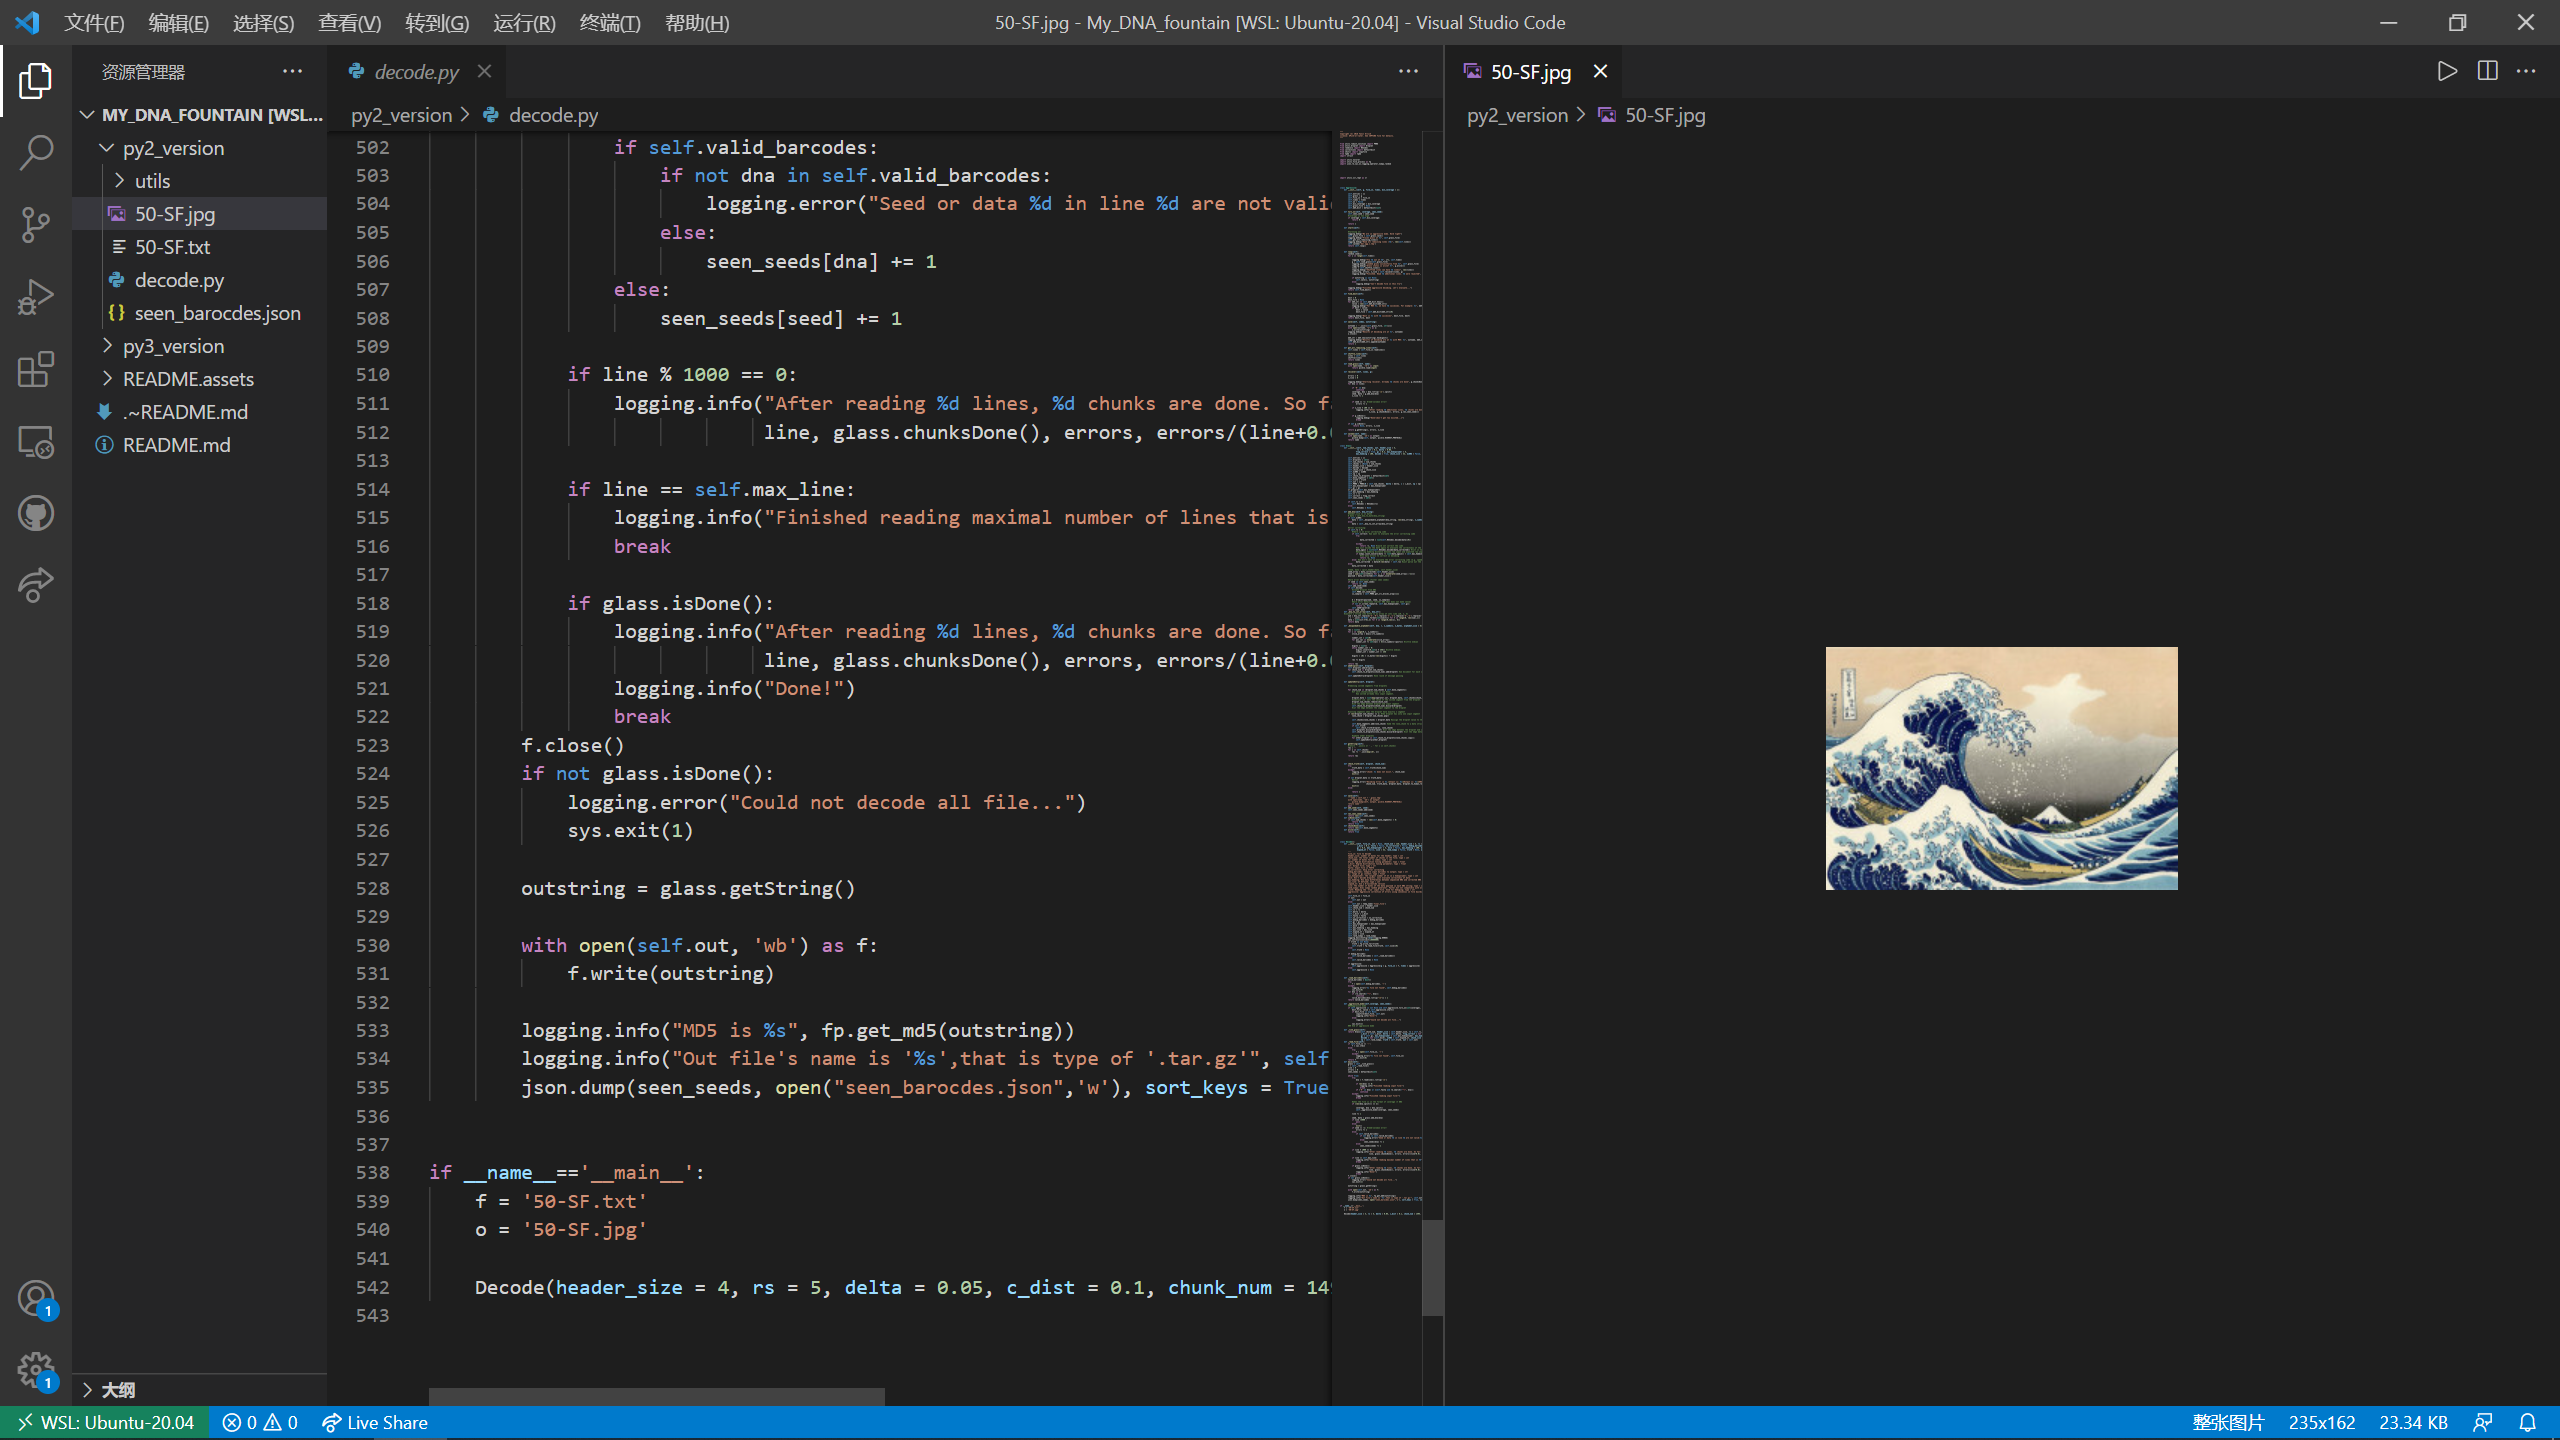 文件(F) 编辑(E) 选择(S) 查看(V) 转到(G) 运行(R) 终端(T) 帮助(H) 50-SF.jpg - My_DNA_fountain [WSL: Ubuntu-20.04] - Visual Studio Code
资源管理器 ···
MY_DNA_FOUNTAIN [WSL...
py2_version
utils
50-SF.jpg
50-SF.txt
decode.py
seen_barocdes.json
py3_version
README.assets
.~README.md
README.md
大纲
1
1
decode.py
py2_version > decode.py
502 if self.valid_barcodes:
503 if not dna in self.valid_barcodes:
504 logging.error("Seed or data %d in line %d are not vali
505 else:
506 seen_seeds[dna] += 1
507 else:
508 seen_seeds[seed] += 1
509
510 if line % 1000 == 0:
511 logging.info("After reading %d lines, %d chunks are done. So f
512 line, glass.chunksDone(), errors, errors/(line+0.
513
514 if line == self.max_line:
515 logging.info("Finished reading maximal number of lines that is
516 break
517
518 if glass.isDone():
519 logging.info("After reading %d lines, %d chunks are done. So f
520 line, glass.chunksDone(), errors, errors/(line+0.
521 logging.info("Done!")
522 break
523 f.close()
524 if not glass.isDone():
525 logging.error("Could not decode all file...")
526 sys.exit(1)
527
528 outstring = glass.getString()
529
530 with open(self.out, 'wb') as f:
531 f.write(outstring)
532
533 logging.info("MD5 is %s", fp.get_md5(outstring))
534 logging.info("Out file's name is '%s',that is type of '.tar.gz'", self
535 json.dump(seen_seeds, open("seen_barocdes.json",'w'), sort_keys = True
536
537
538 if __name__=='__main__':
539 f = '50-SF.txt'
540 o = '50-SF.jpg'
541
542 Decode(header_size = 4, rs = 5, delta = 0.05, c_dist = 0.1, chunk_num = 14
543
50-SF.jpg
py2_version > 50-SF.jpg
WSL: Ubuntu-20.04 0 0 Live Share 整张图片 235x162 23.34 KB